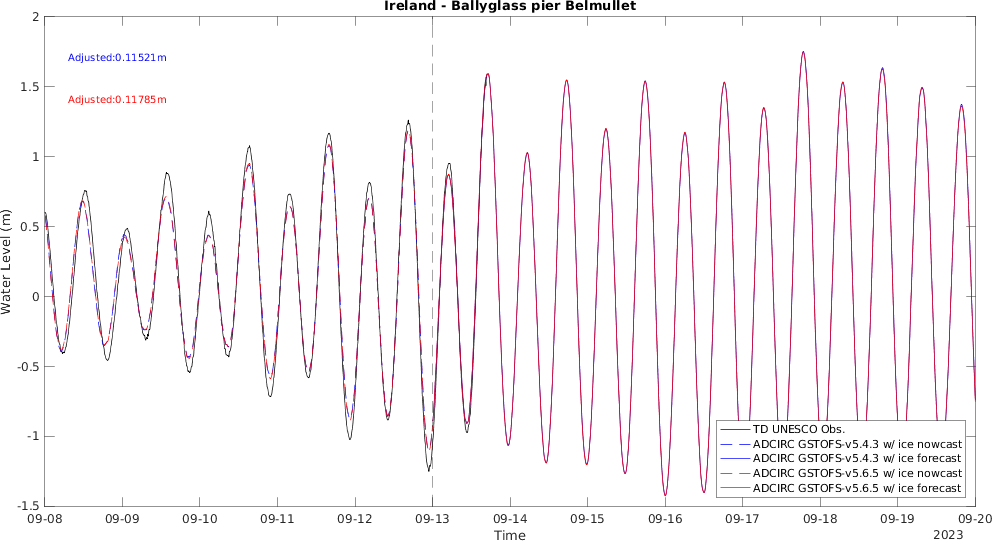 Ireland - Ballyglass pier Belmullet
Adjusted:0.11521m
Adjusted:0.11785m
Water Level (m)
2
1.5
1
0.5
0
-0.5
-1
-1.5
TD UNESCO Obs.
ADCIRC GSTOFS-v5.4.3 w/ ice nowcast
ADCIRC GSTOFS-v5.4.3 w/ ice forecast
ADCIRC GSTOFS-v5.6.5 w/ ice nowcast
ADCIRC GSTOFS-v5.6.5 w/ ice forecast
09-08 09-09 09-10 09-11 09-12 09-13 09-14 09-15 09-16 09-17 09-18 09-19 09-20
Time
2023